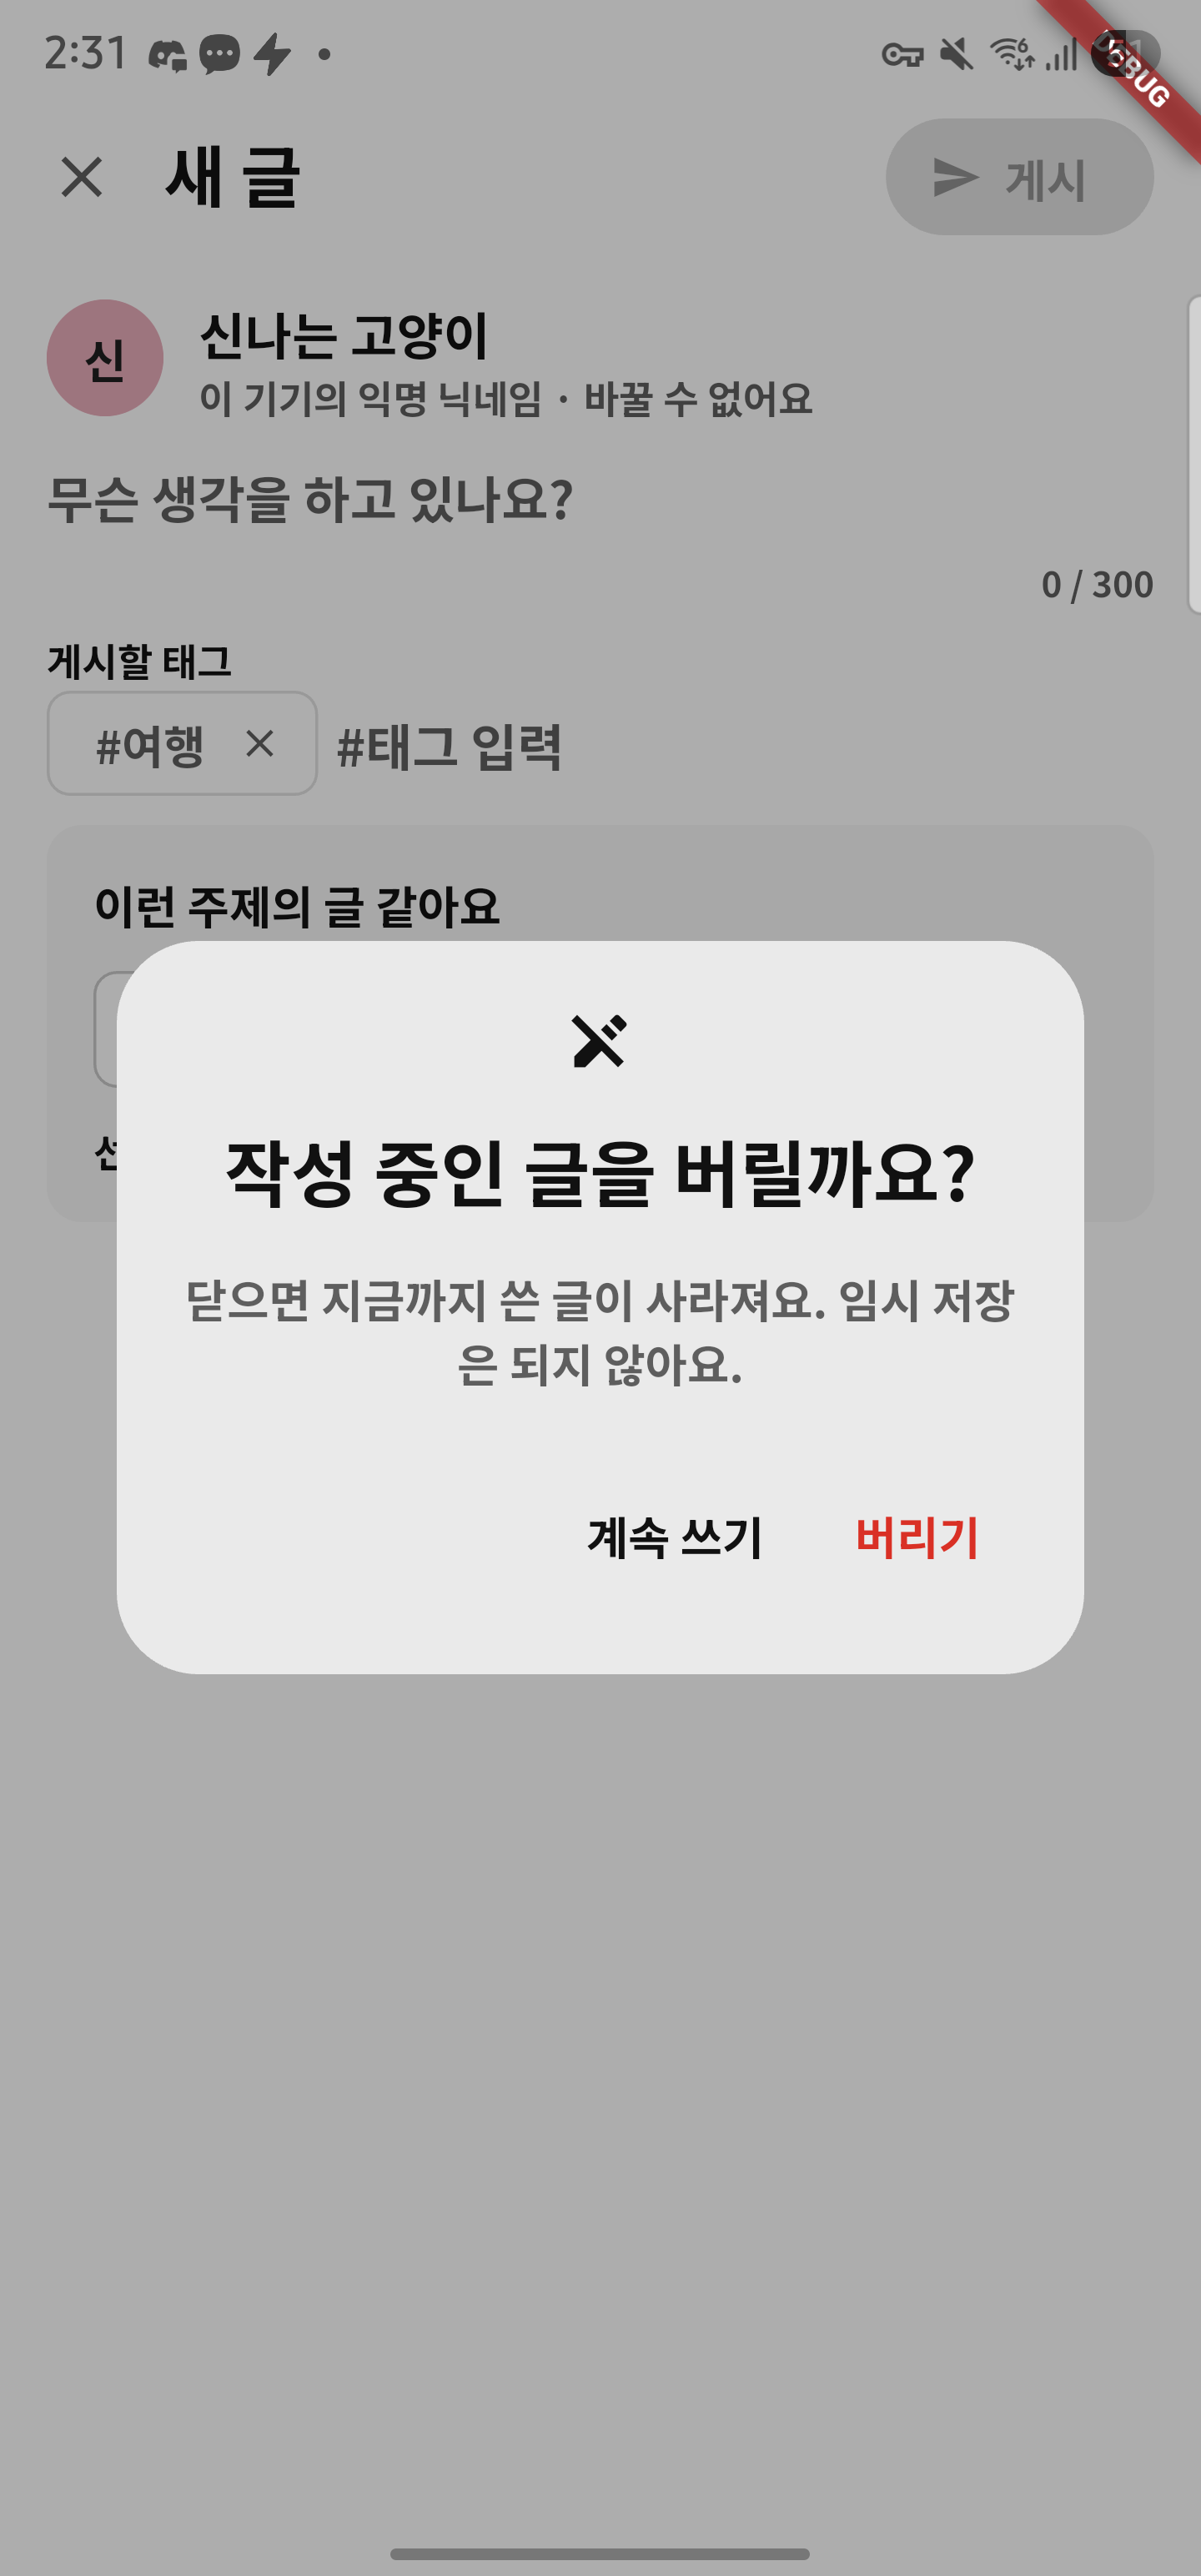 2:31
DEBUG
새 글
게시
신
신나는 고양이
이 기기의 익명 닉네임 · 바꿀 수 없어요
무슨 생각을 하고 있나요?
0 / 300
게시할 태그
#여행
#태그 입력
이런 주제의 글 같아요
작성 중인 글을 버릴까요?
닫으면 지금까지 쓴 글이 사라져요. 임시 저장
은 되지 않아요.
계속 쓰기
버리기